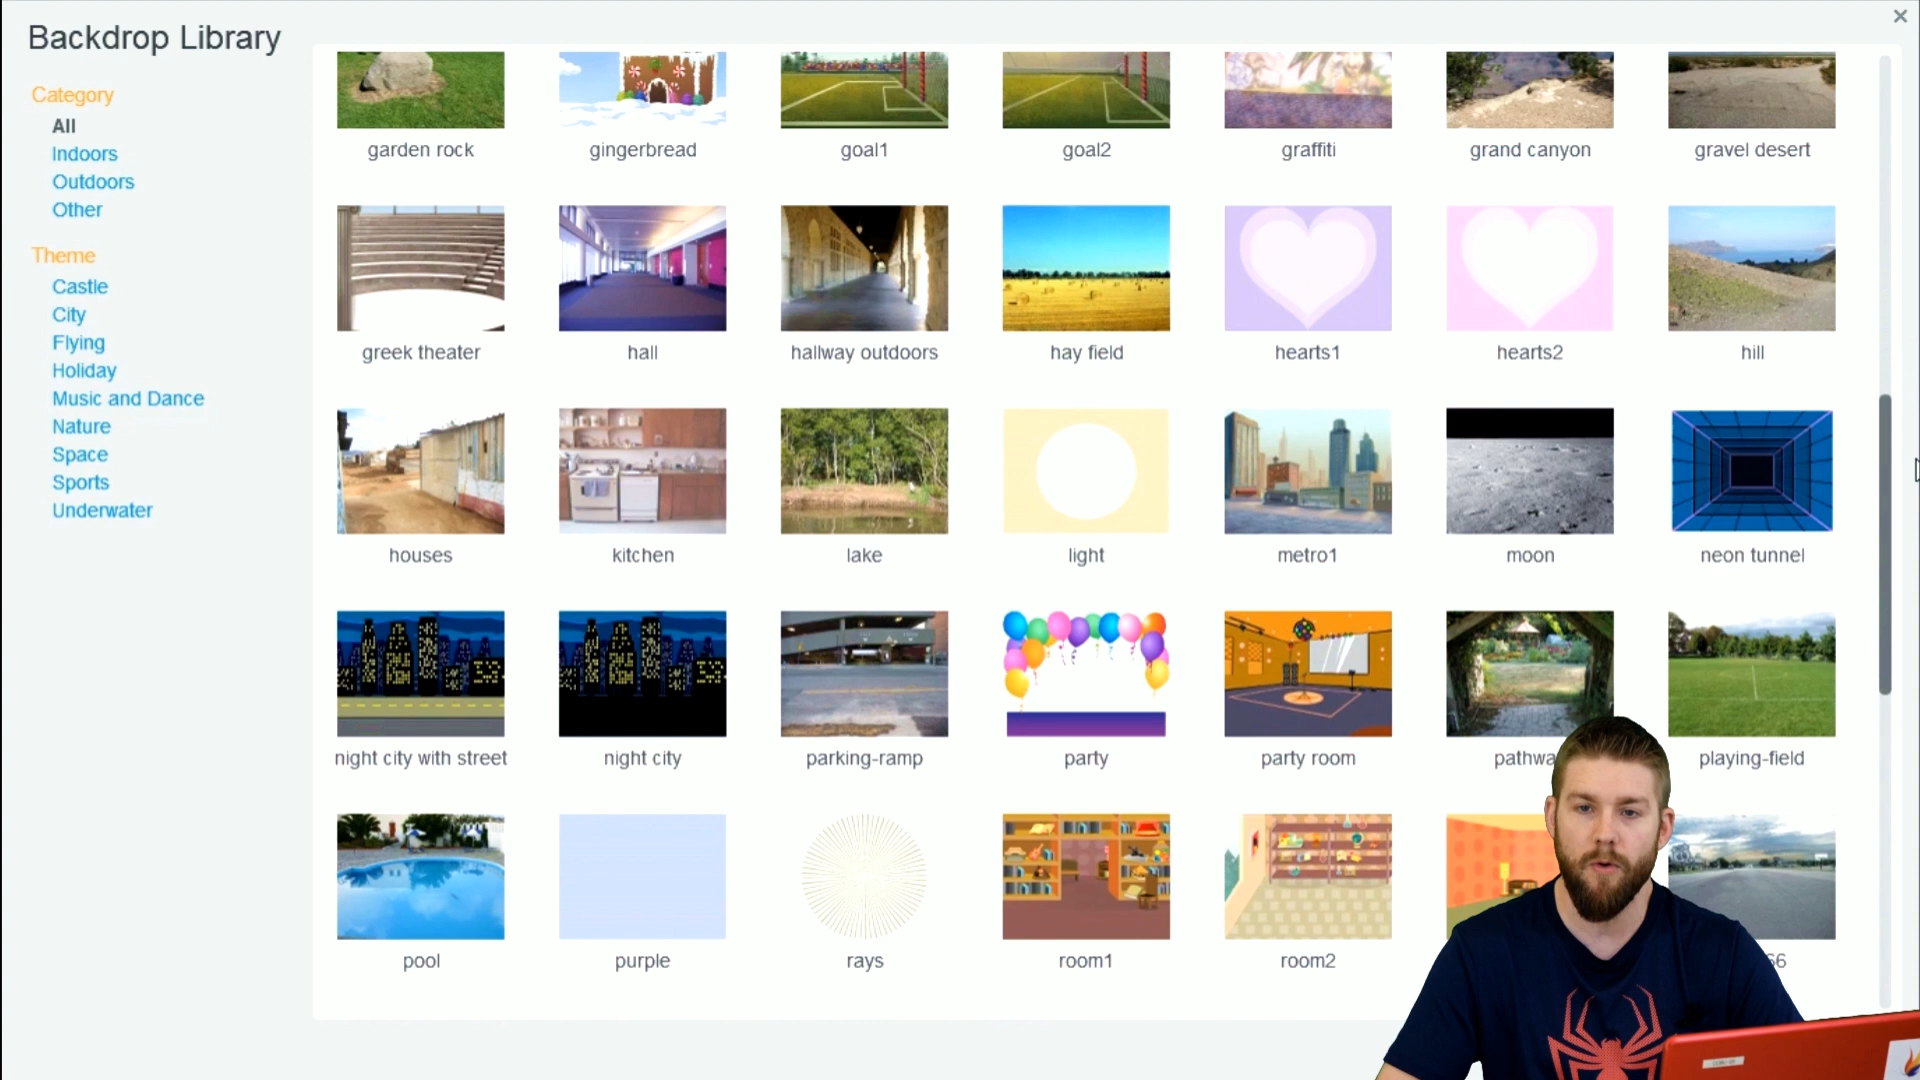 Backdrop Library
Category
All
Indoors
Outdoors
Other
Theme
Castle
City
Flying
Holiday
Music and Dance
Nature
Space
Sports
Underwater
garden rock gingerbread goal1 goal2 graffiti grand canyon gravel desert
greek theater hall hallway outdoors hay field hearts1 hearts2 hill
houses kitchen lake light metro1 moon neon tunnel
night city with street night city parking-ramp party party room pathwa playing-field
pool purple rays room1 room2 66